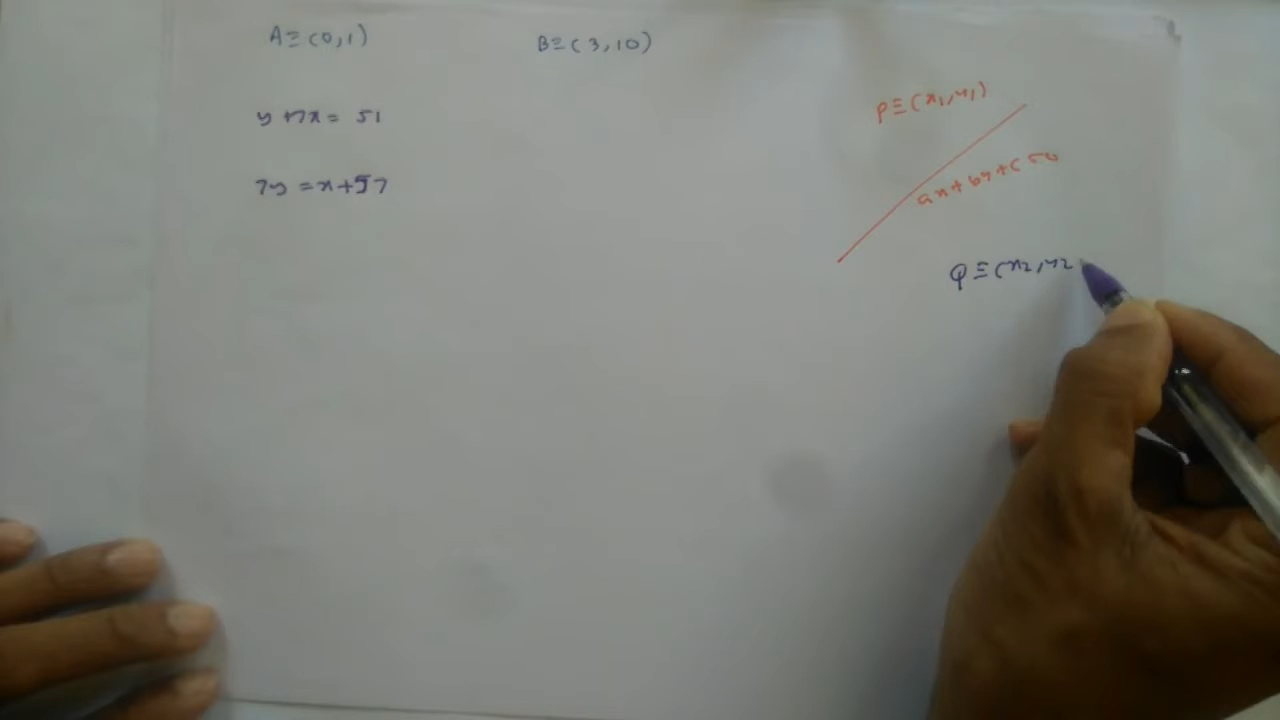 A≡(0,1)
B≡(3,10)
y+7x = 51
7y = x+57
P≡(x₁,y₁)
ax+by+c=0
Q≡(x₂,y₂